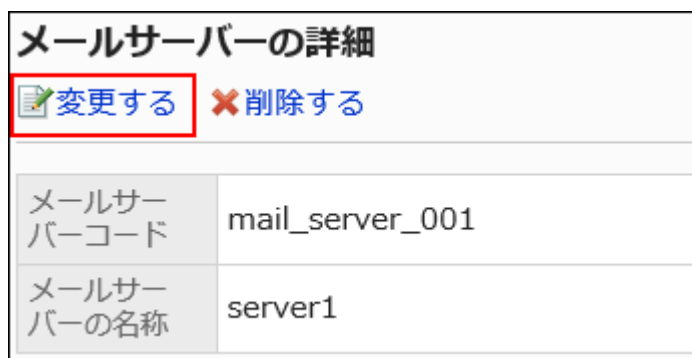 メールサーバーの詳細
変更する 削除する
メールサー
バーコード
mail_server_001
メールサー
バーの名称
server1